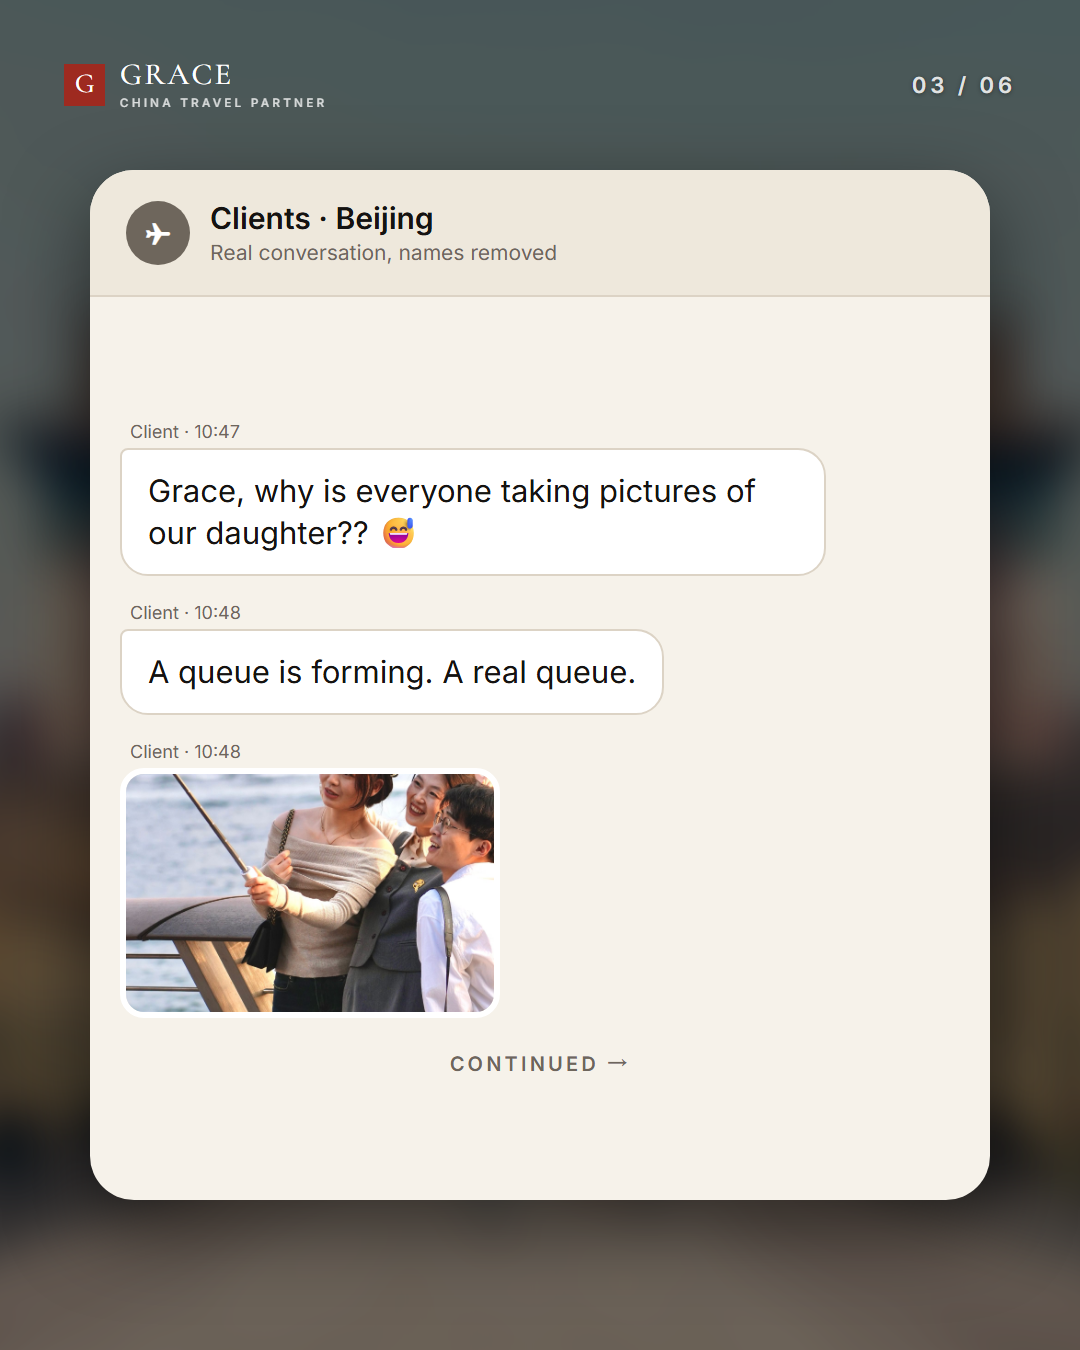 G
GRACE
CHINA TRAVEL PARTNER
03 / 06
Clients · Beijing
Real conversation, names removed
Client · 10:47
Grace, why is everyone taking pictures of
our daughter?? 😅
Client · 10:48
A queue is forming. A real queue.
Client · 10:48
CONTINUED →